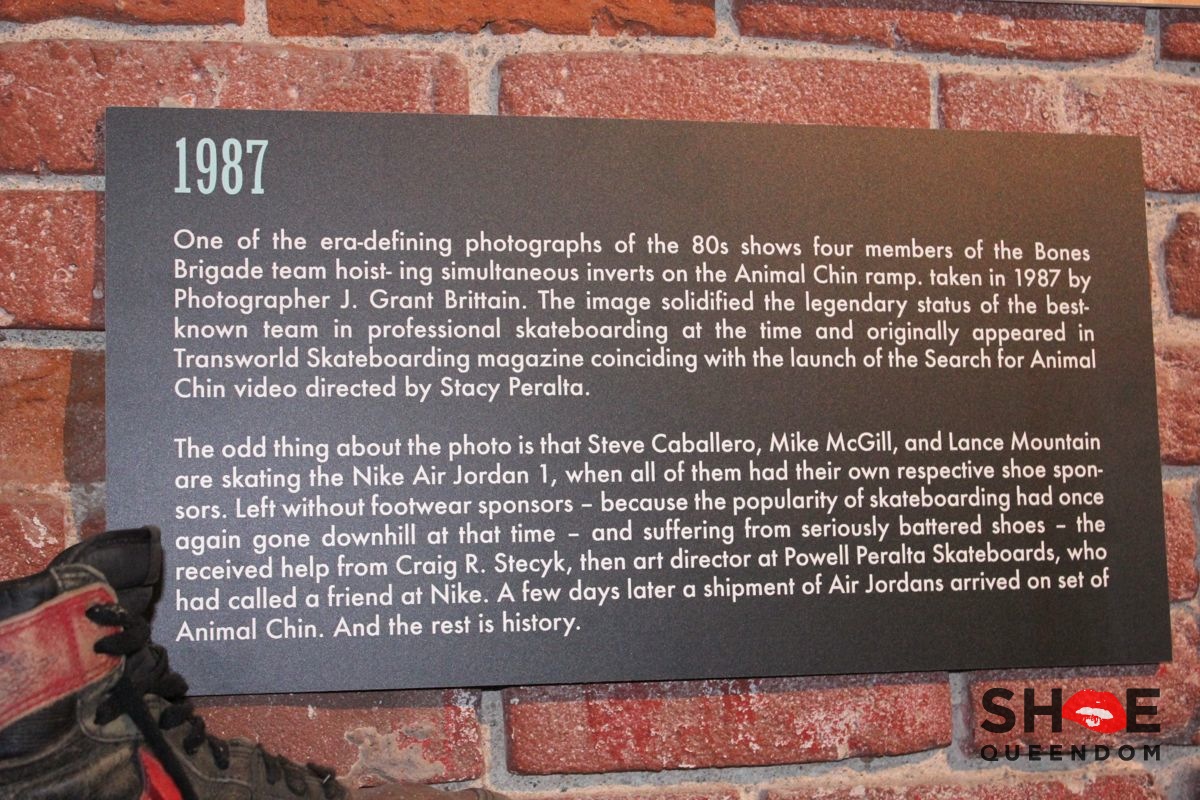 1987
One of the era-defining photographs of the 80s shows four members of the Bones
Brigade team hoist- ing simultaneous inverts on the Animal Chin ramp. taken in 1987 by
Photographer J. Grant Brittain. The image solidified the legendary status of the best-
known team in professional skateboarding at the time and originally appeared in
Transworld Skateboarding magazine coinciding with the launch of the Search for Animal
Chin video directed by Stacy Peralta.
The odd thing about the photo is that Steve Caballero, Mike McGill, and Lance Mountain
are skating the Nike Air Jordan 1, when all of them had their own respective shoe spon-
sors. Left without footwear sponsors – because the popularity of skateboarding had once
again gone downhill at that time – and suffering from seriously battered shoes – the
received help from Craig R. Stecyk, then art director at Powell Peralta Skateboards, who
had called a friend at Nike. A few days later a shipment of Air Jordans arrived on set of
Animal Chin. And the rest is history.
SHOE
QUEENDOM